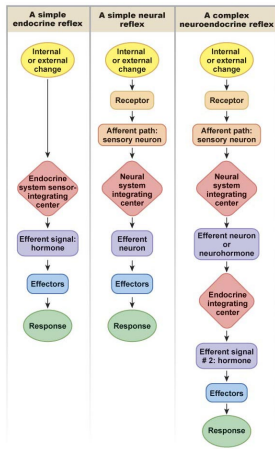 A simple
endocrine reflex
Internal
or external
change
Endocrine
system sensor-
integrating
center
Efferent signal:
hormone
Effectors
Response
A simple neural
reflex
Internal
or external
change
Receptor
Afferent path:
sensory neuron
Neural
system
integrating
center
Efferent
neuron
Effectors
Response
A complex
neuroendocrine reflex
Internal
or external
change
Receptor
Afferent path:
sensory neuron
Neural
system
integrating
center
Efferent neuron
or
neurohormone
Endocrine
integrating
center
Efferent signal
# 2: hormone
Effectors
Response